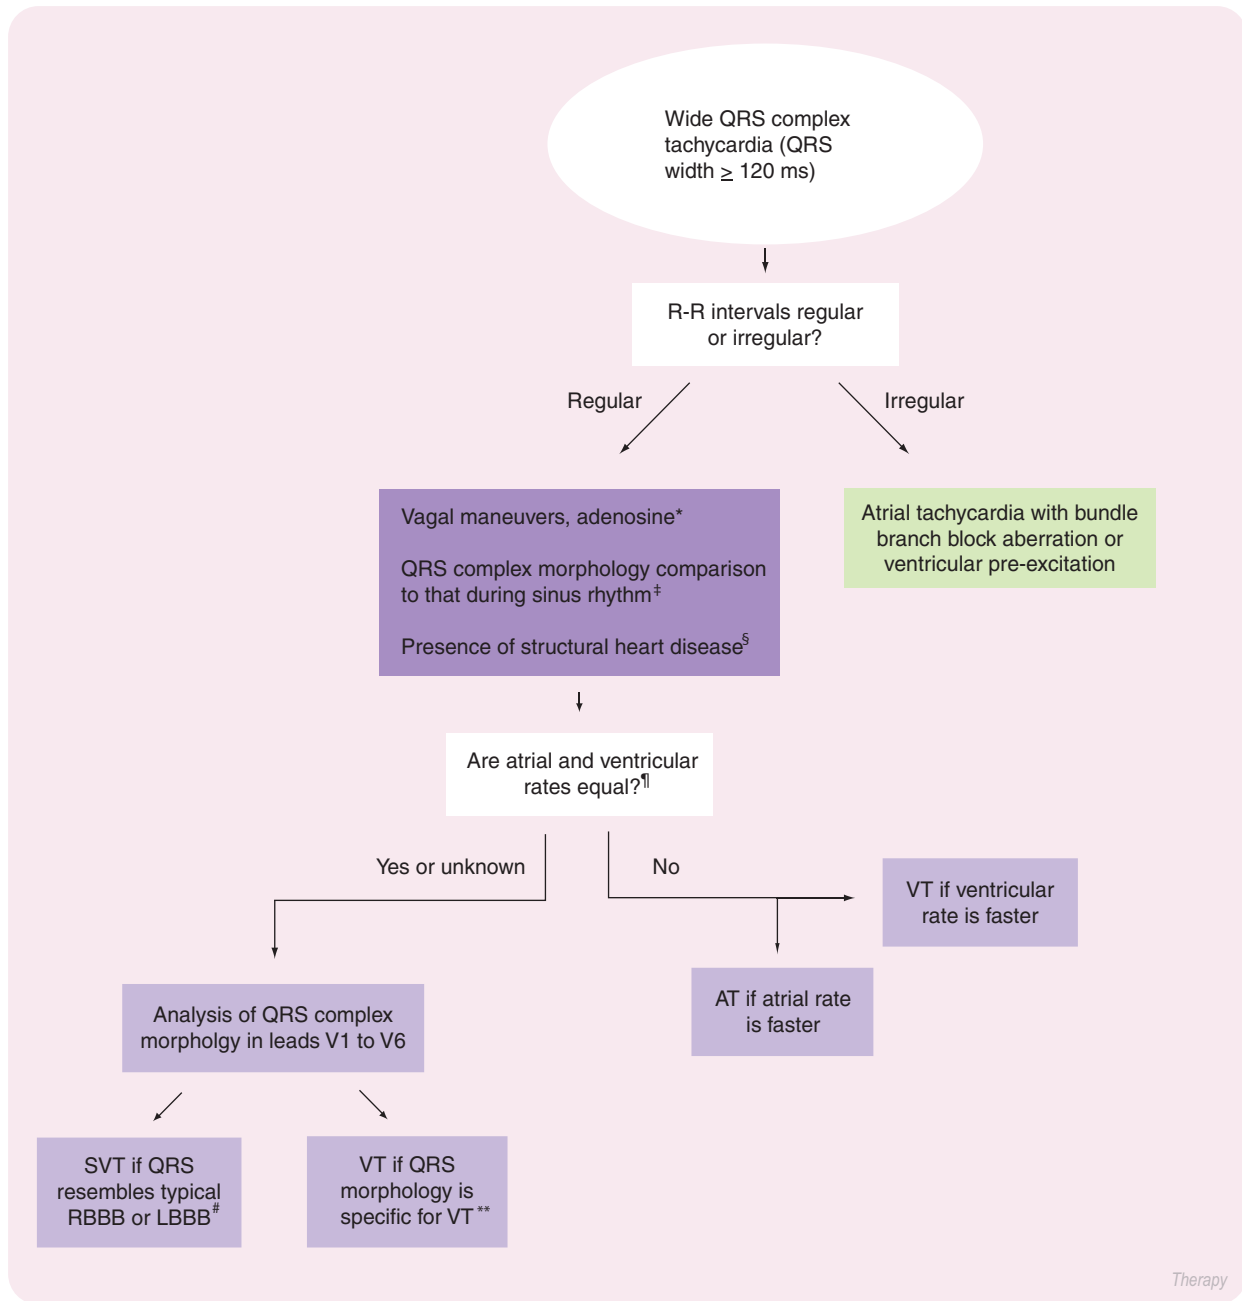 Wide QRS complex
tachycardia (QRS
width ≥ 120 ms)
R-R intervals regular
or irregular?
Regular
Irregular
Vagal maneuvers, adenosine*
QRS complex morphology comparison
to that during sinus rhythm‡
Presence of structural heart disease§
Atrial tachycardia with bundle
branch block aberration or
ventricular pre-excitation
Are atrial and ventricular
rates equal?¶
Yes or unknown
No
VT if ventricular
rate is faster
AT if atrial rate
is faster
Analysis of QRS complex
morpholgy in leads V1 to V6
SVT if QRS
resembles typical
RBBB or LBBB#
VT if QRS
morphology is
specific for VT**
Therapy